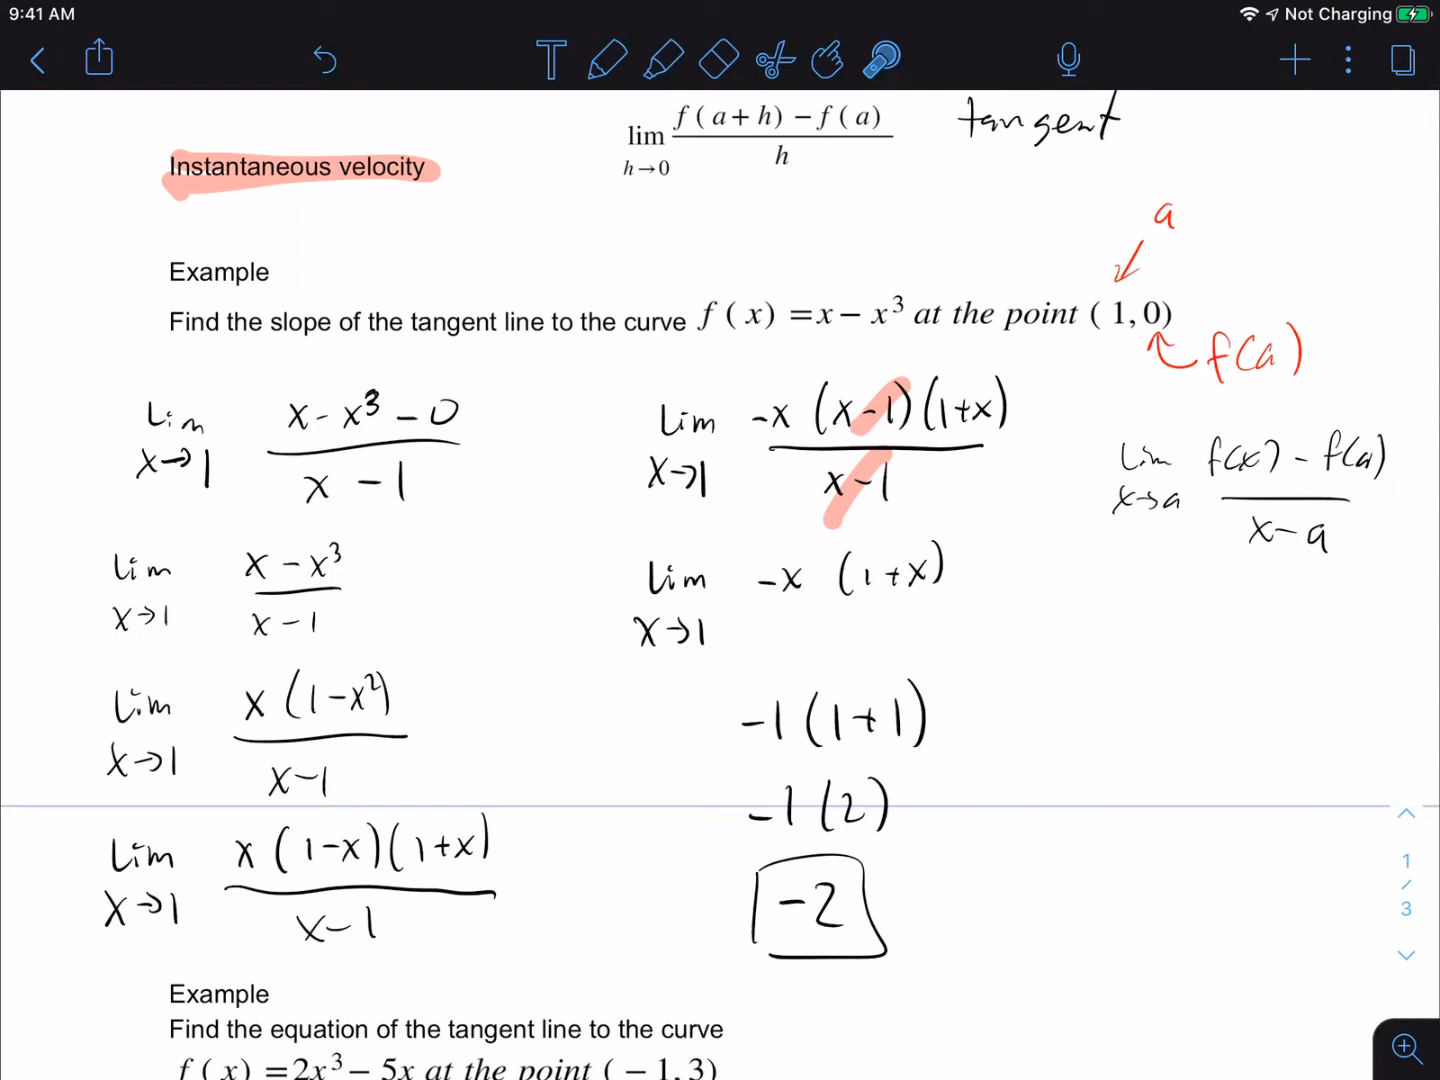 9:41 AM
Not Charging
lim h→0 f(a+h)−f(a) / h
tangent
Instantaneous velocity
a
Example
Find the slope of the tangent line to the curve f(x)=x−x³ at the point (1,0)
f(a)
Lim x→1 x-x³-0 / x-1
Lim x→1 x-x³ / x-1
Lim x→1 x(1-x²) / x-1
Lim x→1 x(1-x)(1+x) / x-1
Lim x→1 -x(x-1)(1+x) / x-1
Lim x→1 -x (1+x)
-1(1+1)
-1(2)
-2
Lim x→a f(x)-f(a) / x-a
1
/
3
Example
Find the equation of the tangent line to the curve
f(x)=2x³−5x at the point (−1,3)